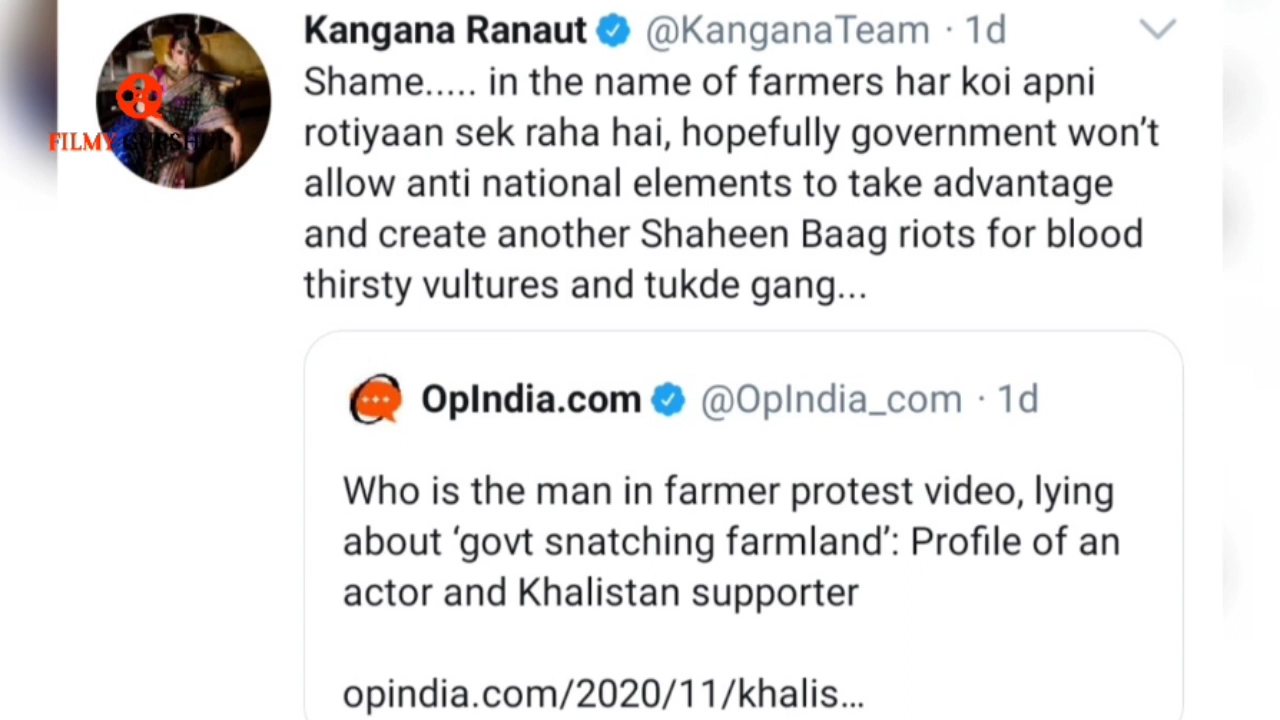 Kangana Ranaut @KanganaTeam · 1d
Shame..... in the name of farmers har koi apni
rotiyaan sek raha hai, hopefully government won’t
allow anti national elements to take advantage
and create another Shaheen Baag riots for blood
thirsty vultures and tukde gang...
FILMY GUPSHUP
OpIndia.com @OpIndia_com · 1d
Who is the man in farmer protest video, lying
about ‘govt snatching farmland’: Profile of an
actor and Khalistan supporter
opindia.com/2020/11/khalis...